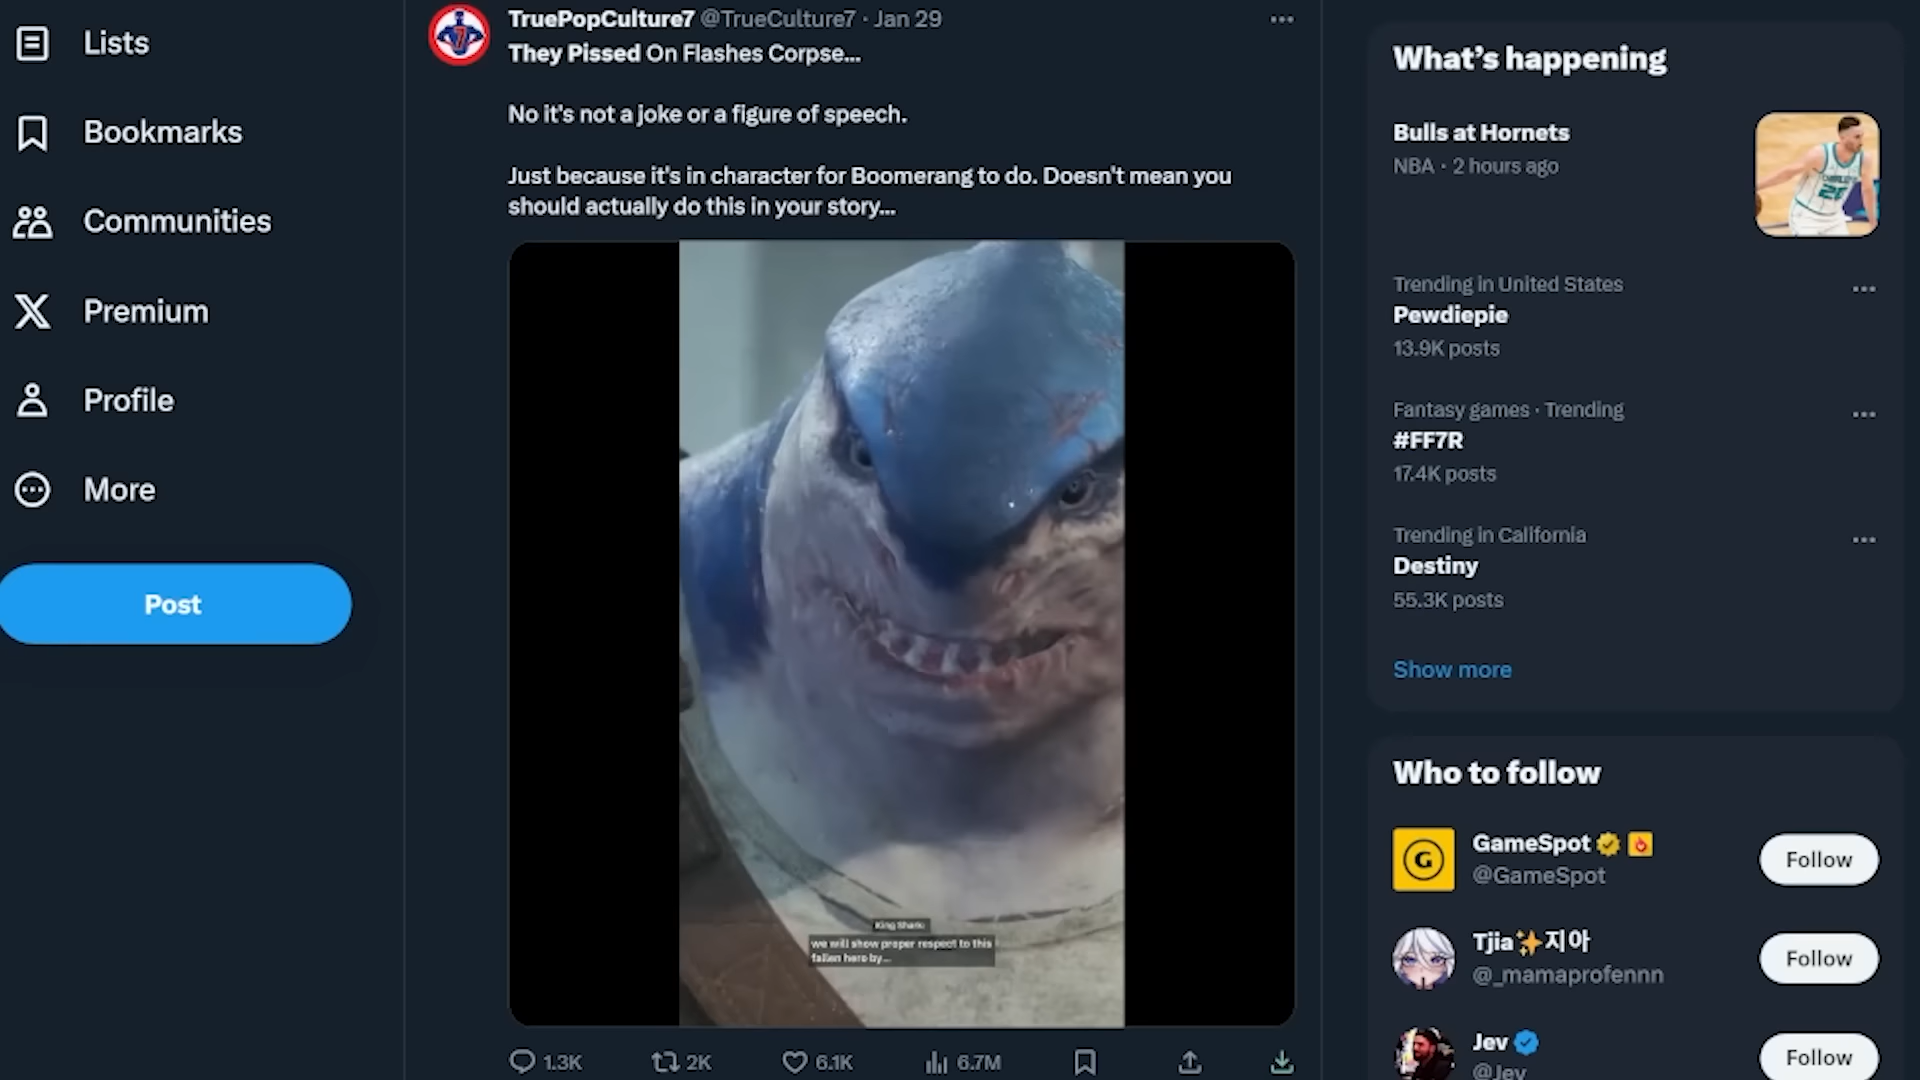 Lists
Bookmarks
Communities
Premium
Profile
More
Post
TruePopCulture7 @TrueCulture7 · Jan 29
They Pissed On Flashes Corpse...
No it's not a joke or a figure of speech.
Just because it's in character for Boomerang to do. Doesn't mean you
should actually do this in your story...
King Shark:
we will show proper respect to this
fallen hero by...
1.3K 2K 6.1K 6.7M
What's happening
Bulls at Hornets
NBA · 2 hours ago
Trending in United States
Pewdiepie
13.9K posts
Fantasy games · Trending
#FF7R
17.4K posts
Trending in California
Destiny
55.3K posts
Show more
Who to follow
GameSpot
@GameSpot
Follow
Tjia✨지아
@_mamaprofennn
Follow
Jev
@Jev
Follow